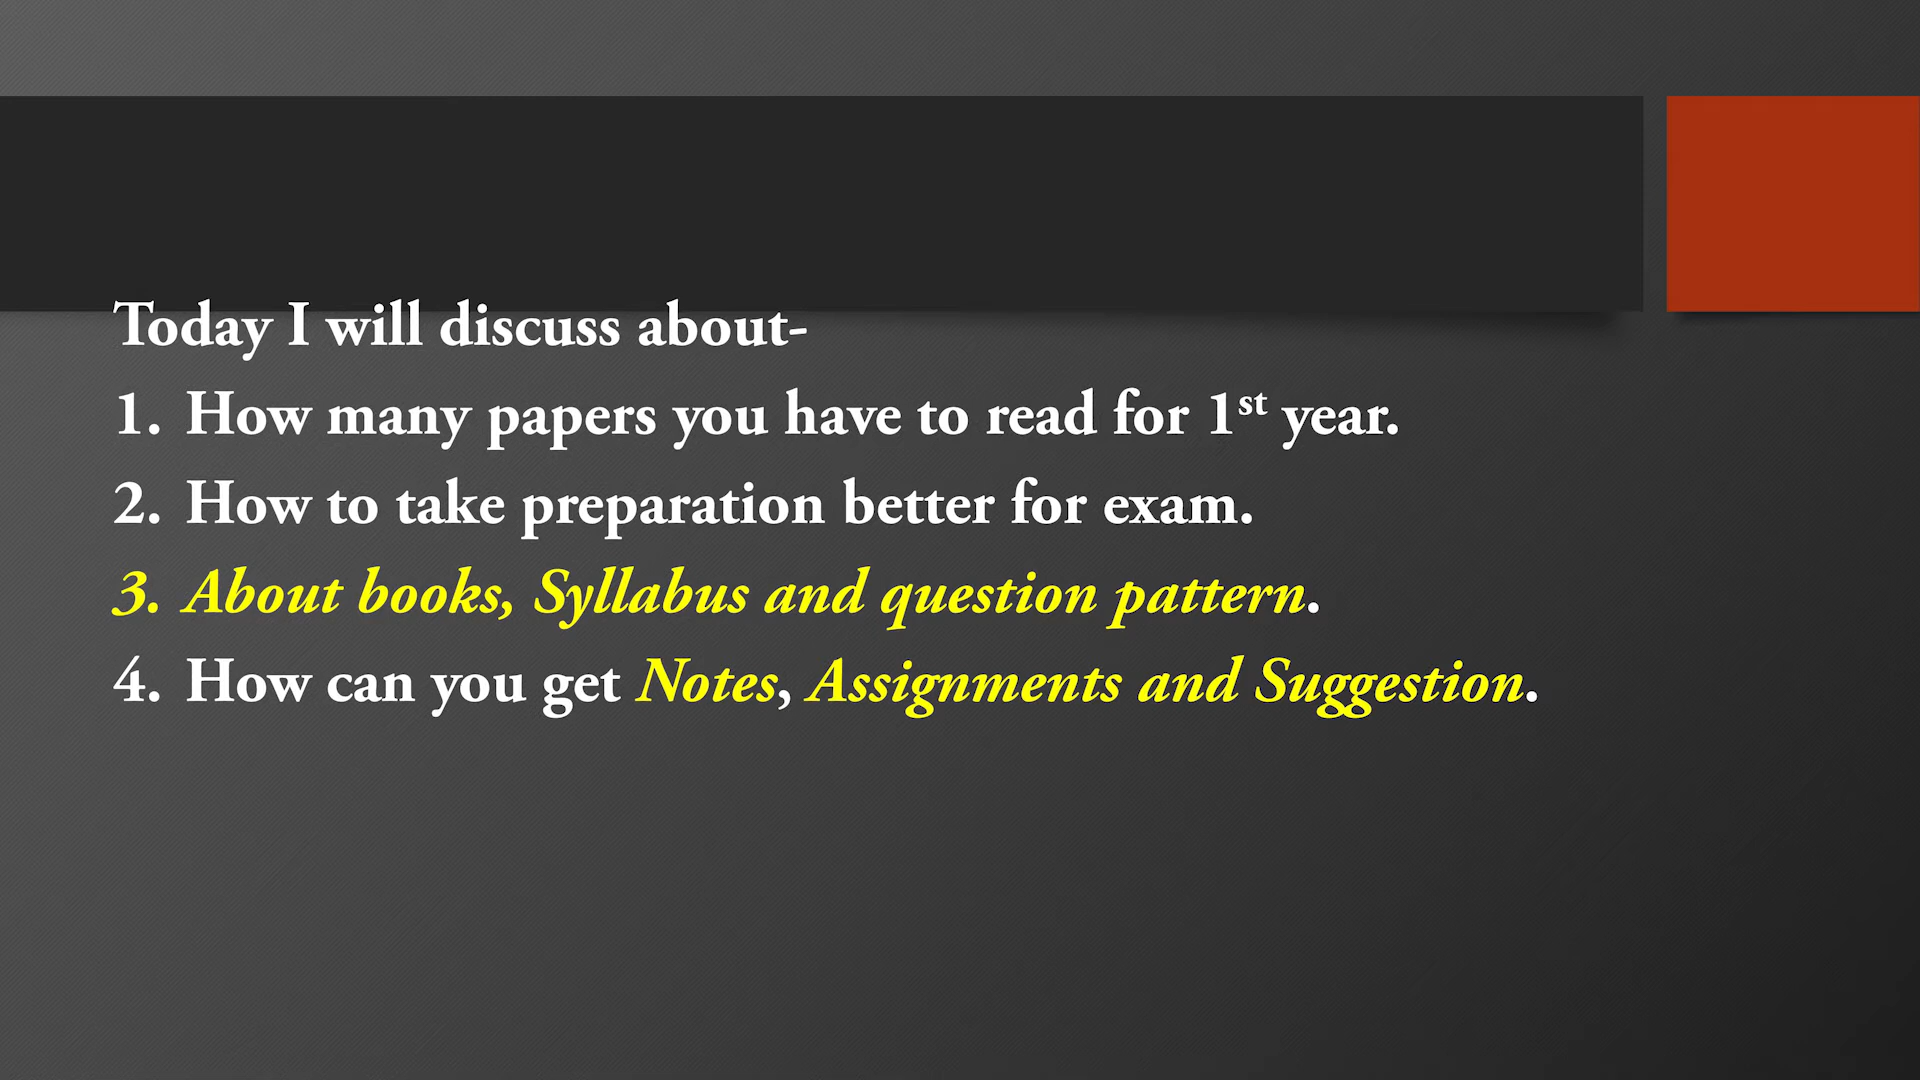 Today I will discuss about-
1. How many papers you have to read for 1st year.
2. How to take preparation better for exam.
3. About books, Syllabus and question pattern.
4. How can you get Notes, Assignments and Suggestion.